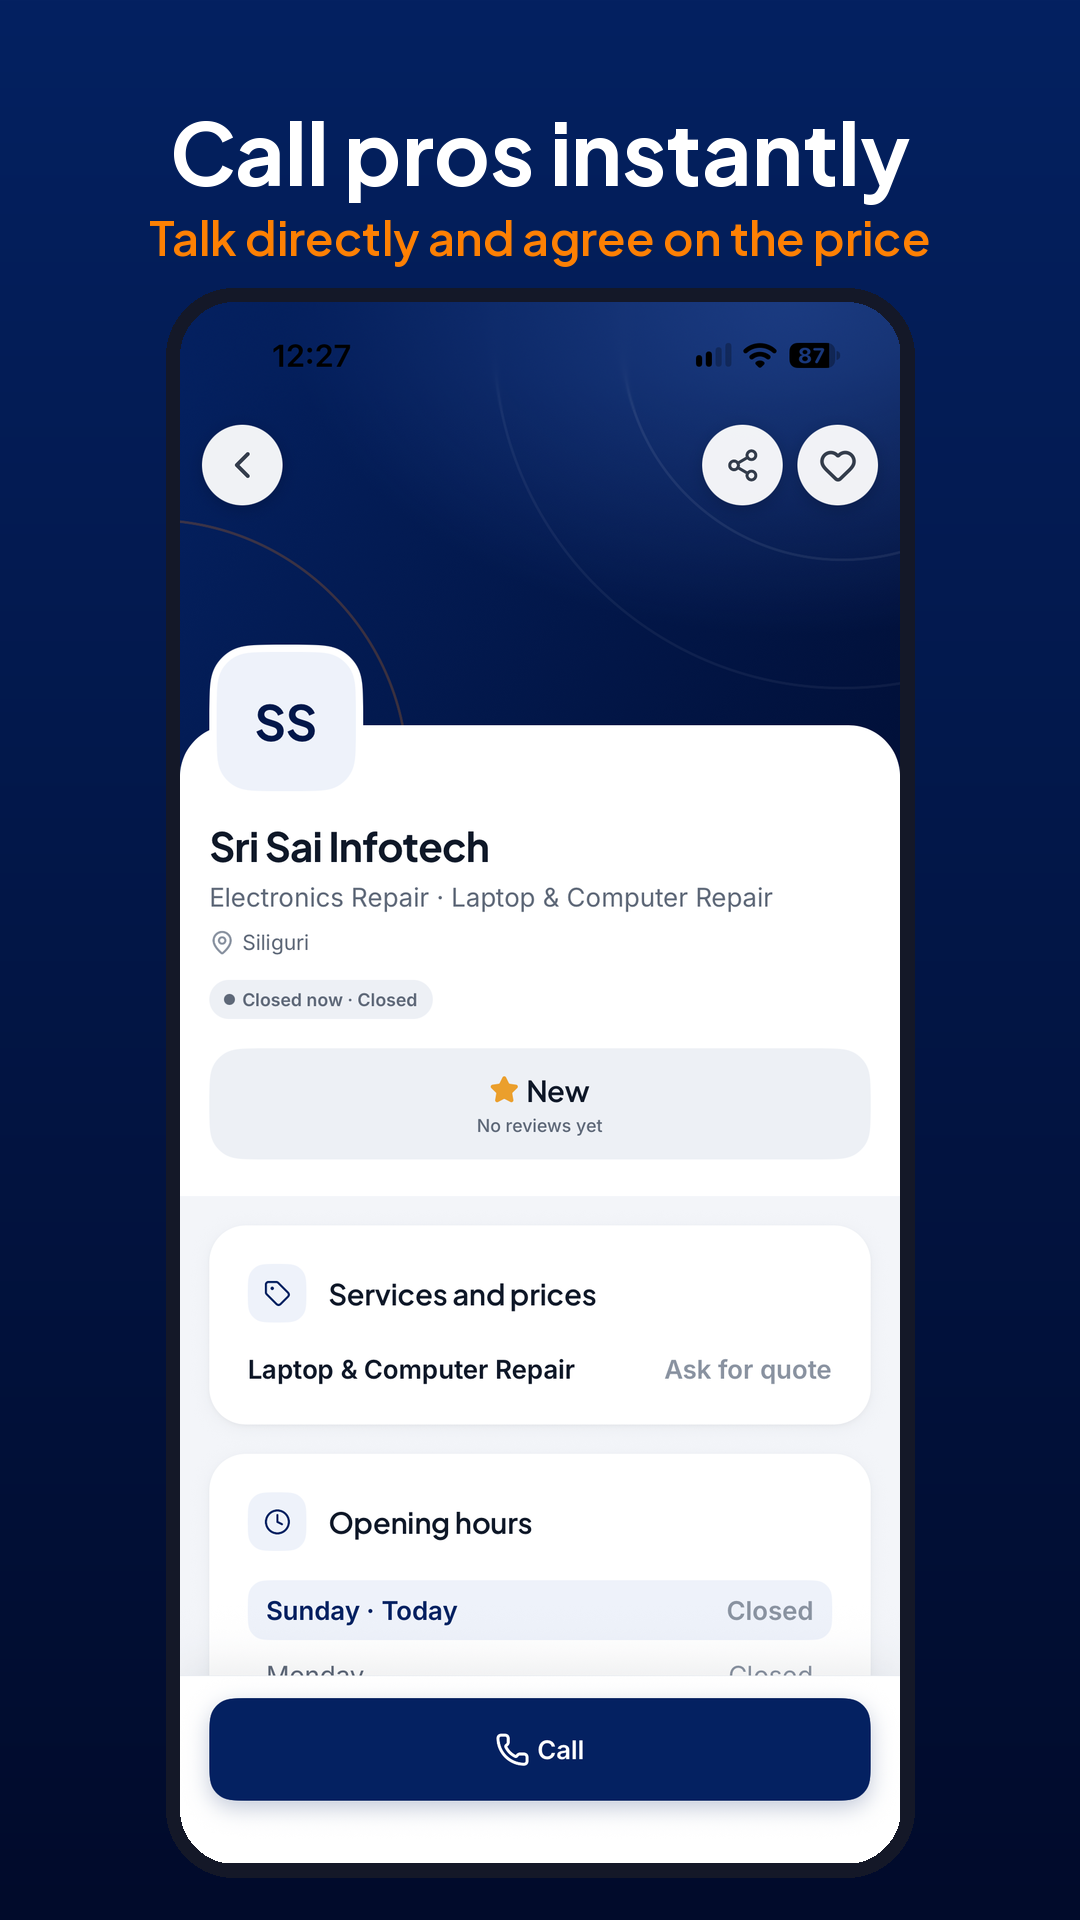 Call pros instantly
Talk directly and agree on the price
12:27
87
SS
Sri Sai Infotech
Electronics Repair · Laptop & Computer Repair
Siliguri
Closed now · Closed
New
No reviews yet
Services and prices
Laptop & Computer Repair Ask for quote
Opening hours
Sunday · Today Closed
Monday Closed
Call